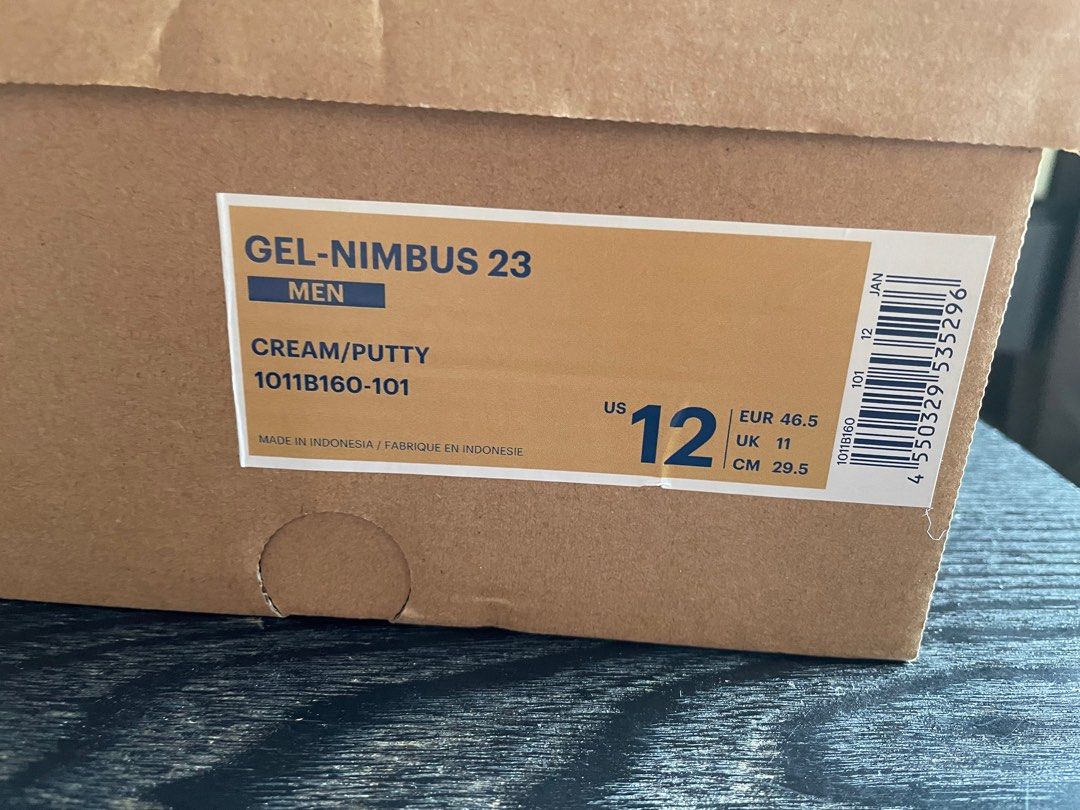 GEL-NIMBUS 23
MEN
CREAM/PUTTY
1011B160-101
MADE IN INDONESIA / FABRIQUE EN INDONESIE
US 12
EUR 46.5
UK 11
CM 29.5
1011B160 101 12 JAN
4 550329 535296